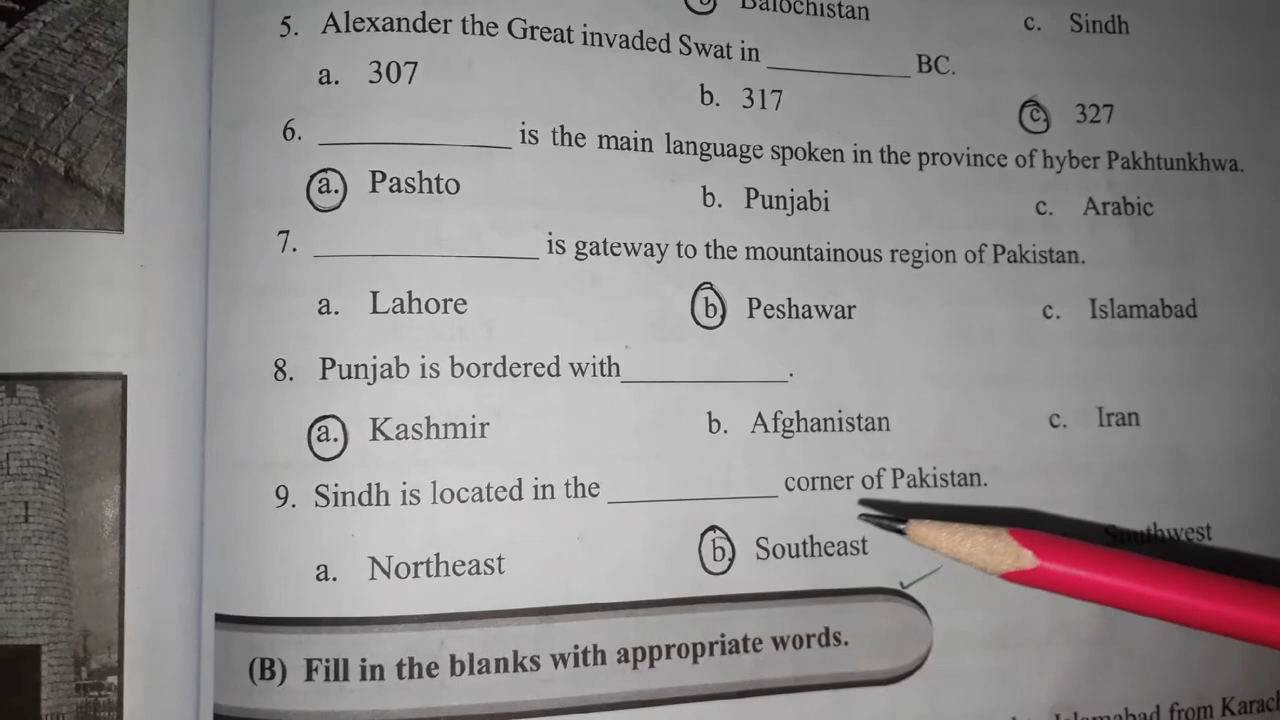 Balochistan c. Sindh
5. Alexander the Great invaded Swat in __________ BC.
a. 307 b. 317 c. 327
6. ____________ is the main language spoken in the province of hyber Pakhtunkhwa.
a. Pashto b. Punjabi c. Arabic
7. ______________ is gateway to the mountainous region of Pakistan.
a. Lahore b Peshawar c. Islamabad
8. Punjab is bordered with____________.
a. Kashmir b. Afghanistan c. Iran
9. Sindh is located in the ____________ corner of Pakistan.
a. Northeast b Southeast Southwest
(B) Fill in the blanks with appropriate words.
from